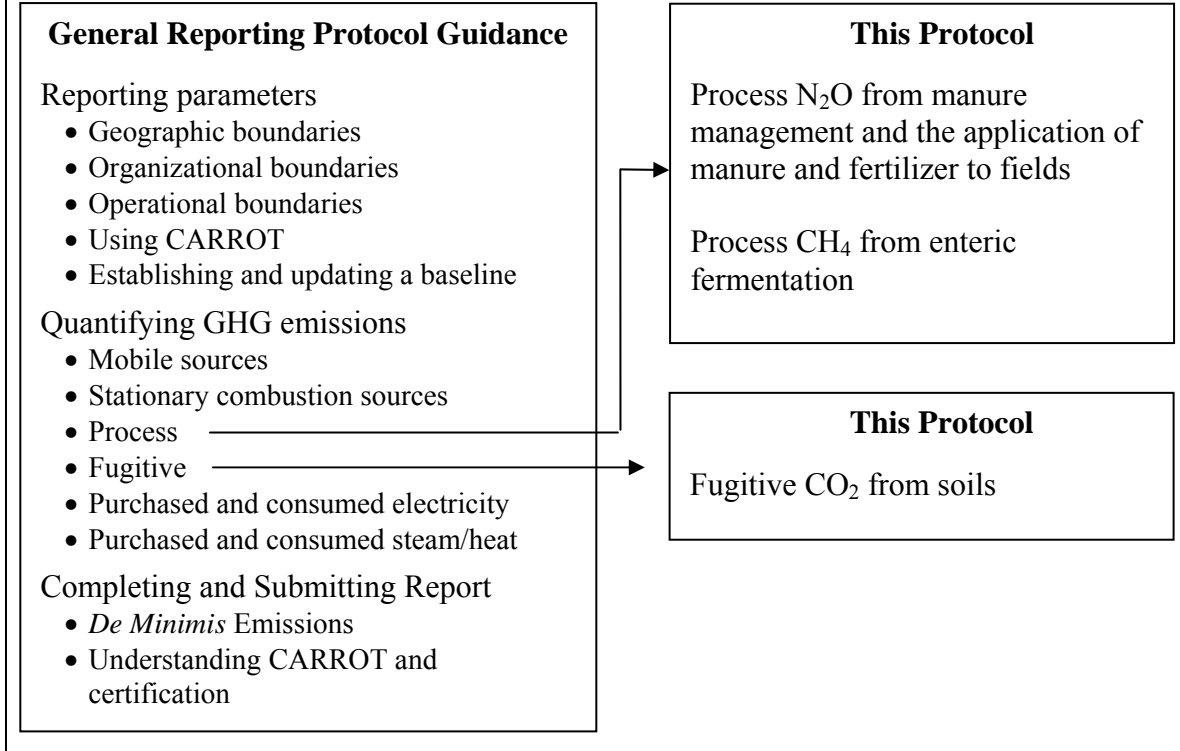 General Reporting Protocol Guidance
Reporting parameters
• Geographic boundaries
• Organizational boundaries
• Operational boundaries
• Using CARROT
• Establishing and updating a baseline
Quantifying GHG emissions
• Mobile sources
• Stationary combustion sources
• Process
• Fugitive
• Purchased and consumed electricity
• Purchased and consumed steam/heat
Completing and Submitting Report
• De Minimis Emissions
• Understanding CARROT and
certification
This Protocol
Process N₂O from manure
management and the application of
manure and fertilizer to fields
Process CH₄ from enteric
fermentation
This Protocol
Fugitive CO₂ from soils